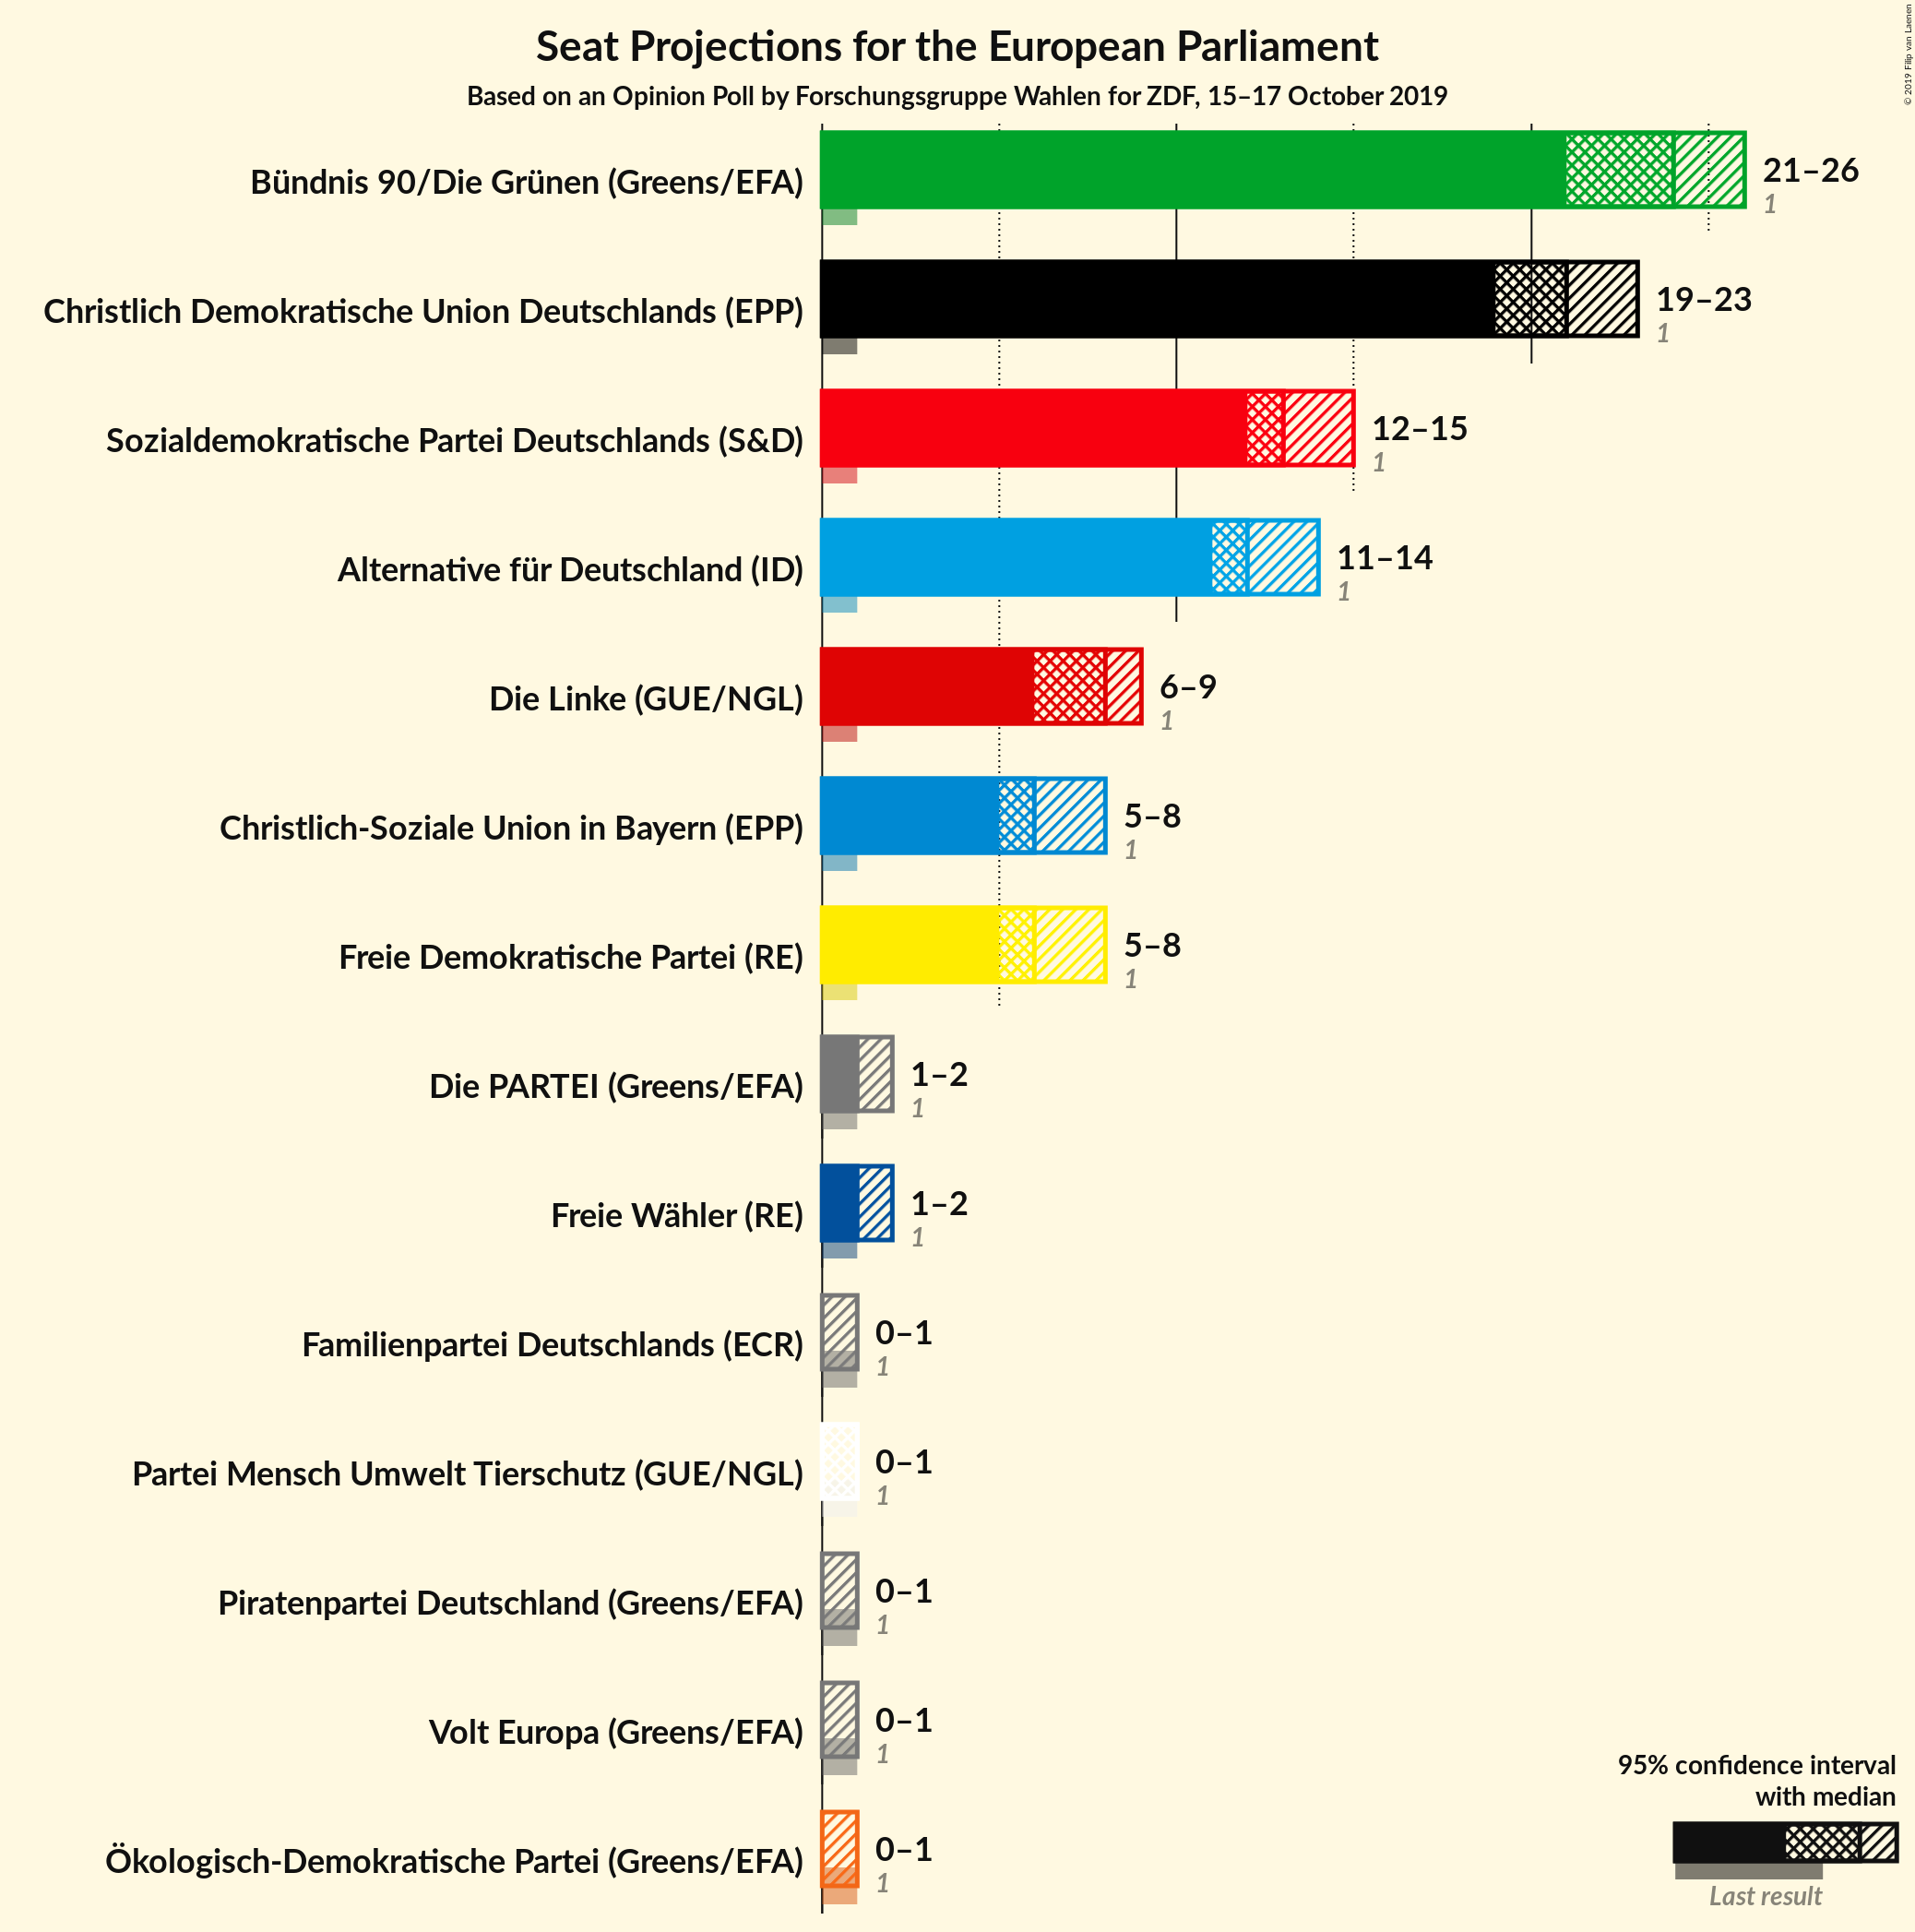 Seat Projections for the European Parliament
Based on an Opinion Poll by Forschungsgruppe Wahlen for ZDF, 15–17 October 2019
© 2019 Filip van Laenen
Bündnis 90/Die Grünen (Greens/EFA)
21–26
1
Christlich Demokratische Union Deutschlands (EPP)
19–23
1
Sozialdemokratische Partei Deutschlands (S&D)
12–15
1
Alternative für Deutschland (ID)
11–14
1
Die Linke (GUE/NGL)
6–9
1
Christlich-Soziale Union in Bayern (EPP)
5–8
1
Freie Demokratische Partei (RE)
5–8
1
Die PARTEI (Greens/EFA)
1–2
1
Freie Wähler (RE)
1–2
1
Familienpartei Deutschlands (ECR)
0–1
1
Partei Mensch Umwelt Tierschutz (GUE/NGL)
0–1
1
Piratenpartei Deutschland (Greens/EFA)
0–1
1
Volt Europa (Greens/EFA)
0–1
1
Ökologisch-Demokratische Partei (Greens/EFA)
0–1
1
95% confidence interval
with median
Last result